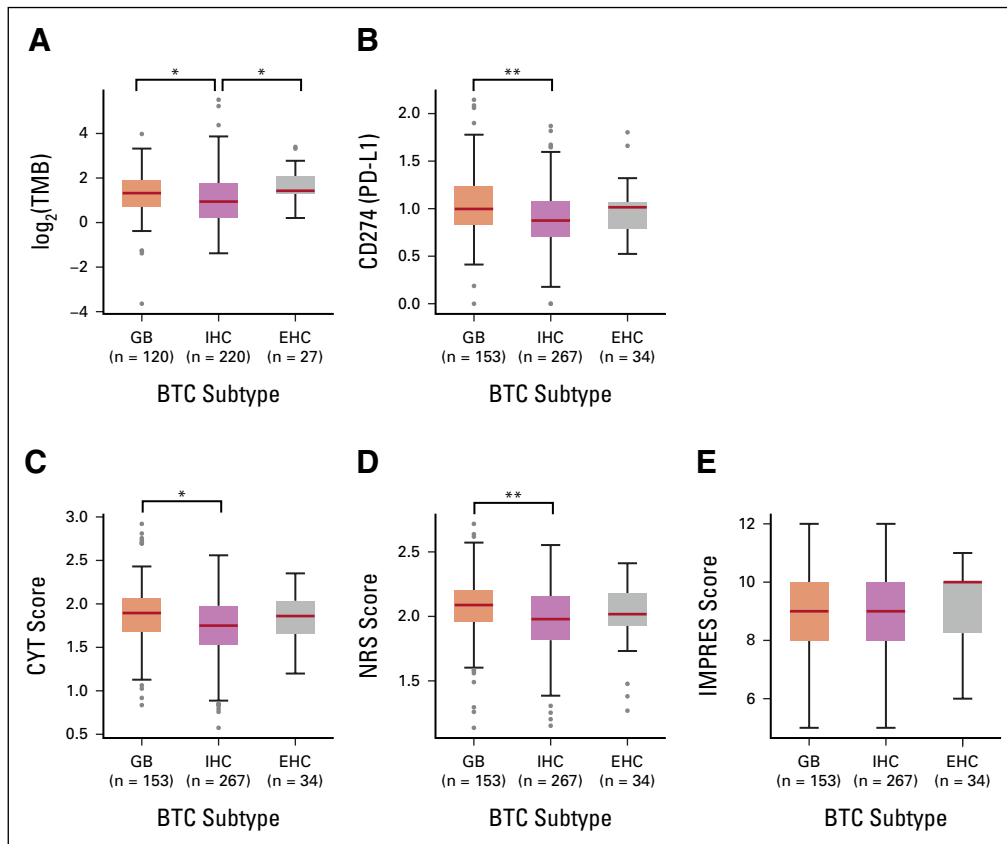 A
*
*
log2(TMB)
4
2
0
−2
−4
GB
IHC
EHC
(n = 120)
(n = 220)
(n = 27)
BTC Subtype
B
**
CD274 (PD-L1)
2.0
1.5
1.0
0.5
0.0
GB
IHC
EHC
(n = 153)
(n = 267)
(n = 34)
BTC Subtype
C
*
CYT Score
3.0
2.5
2.0
1.5
1.0
0.5
GB
IHC
EHC
(n = 153)
(n = 267)
(n = 34)
BTC Subtype
D
**
NRS Score
2.5
2.0
1.5
GB
IHC
EHC
(n = 153)
(n = 267)
(n = 34)
BTC Subtype
E
IMPRES Score
12
10
8
6
GB
IHC
EHC
(n = 153)
(n = 267)
(n = 34)
BTC Subtype